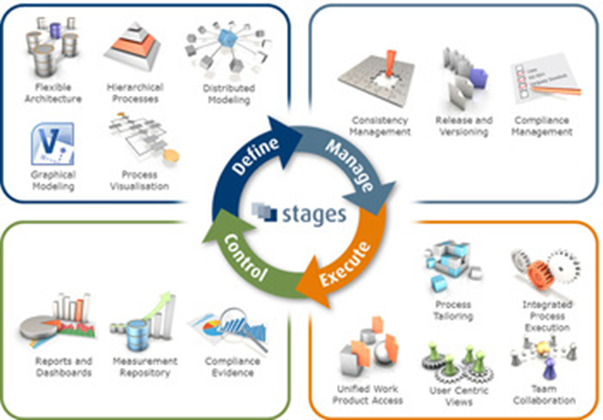 Flexible
Architecture
Hierarchical
Processes
Distributed
Modeling
V
Graphical
Modeling
Process
Visualisation
Consistency
Management
Release and
Versioning
Compliance
Management
Define
Manage
Execute
Control
stages
Reports and
Dashboards
Measurement
Repository
Compliance
Evidence
Process
Tailoring
Integrated
Process
Execution
Unified Work
Product Access
User Centric
Views
Team
Collaboration